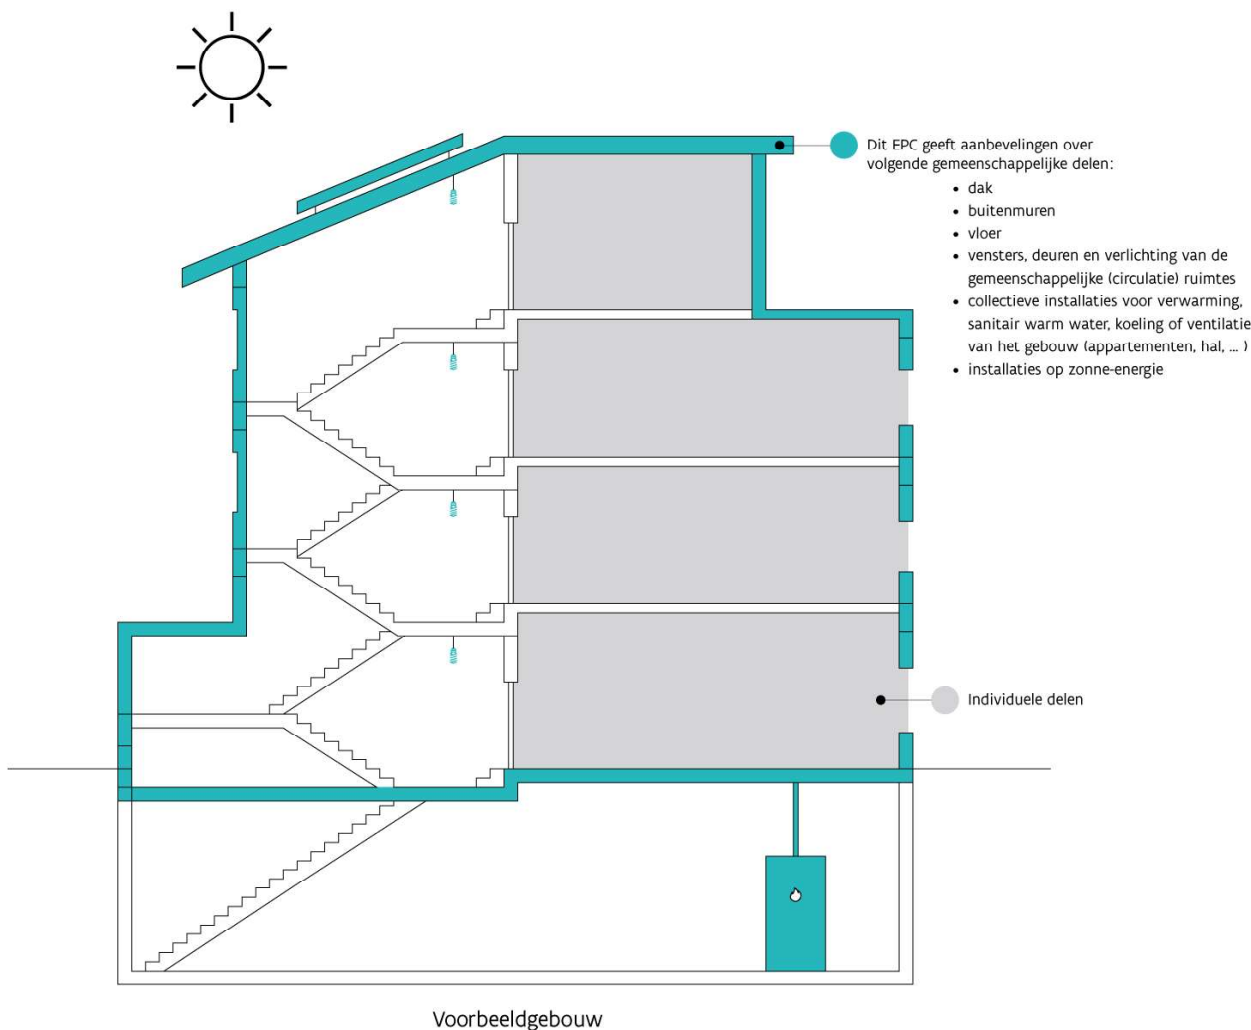 Dit EPC geeft aanbevelingen over
volgende gemeenschappelijke delen:
• dak
• buitenmuren
• vloer
• vensters, deuren en verlichting van de
gemeenschappelijke (circulatie) ruimtes
• collectieve installaties voor verwarming,
sanitair warm water, koeling of ventilatie
van het gebouw (appartementen, hal, ... )
• installaties op zonne-energie
Individuele delen
Voorbeeldgebouw